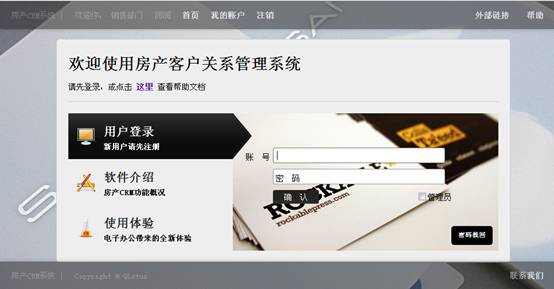 房产CRM系统 | 欢迎你, 销售部门 首页 我的账户 注销 外部链接 帮助
欢迎使用房产客户关系管理系统
请先登录，或点击 这里 查看帮助文档
用户登录
新用户请先注册
软件介绍
房产CRM功能概况
使用体验
电子办公带来的全新体验
账 号
密 码
确 认
管理员
密码找回
ROCKABLE
rockablepress.com
房产CRM系统 | Copyright © QLotus 联系我们